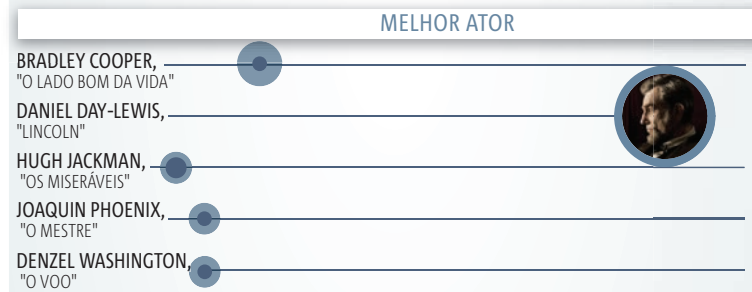 MELHOR ATOR
BRADLEY COOPER,
"O LADO BOM DA VIDA"
DANIEL DAY-LEWIS,
"LINCOLN"
HUGH JACKMAN,
"OS MISERÁVEIS"
JOAQUIN PHOENIX,
"O MESTRE"
DENZEL WASHINGTON,
"O VOO"